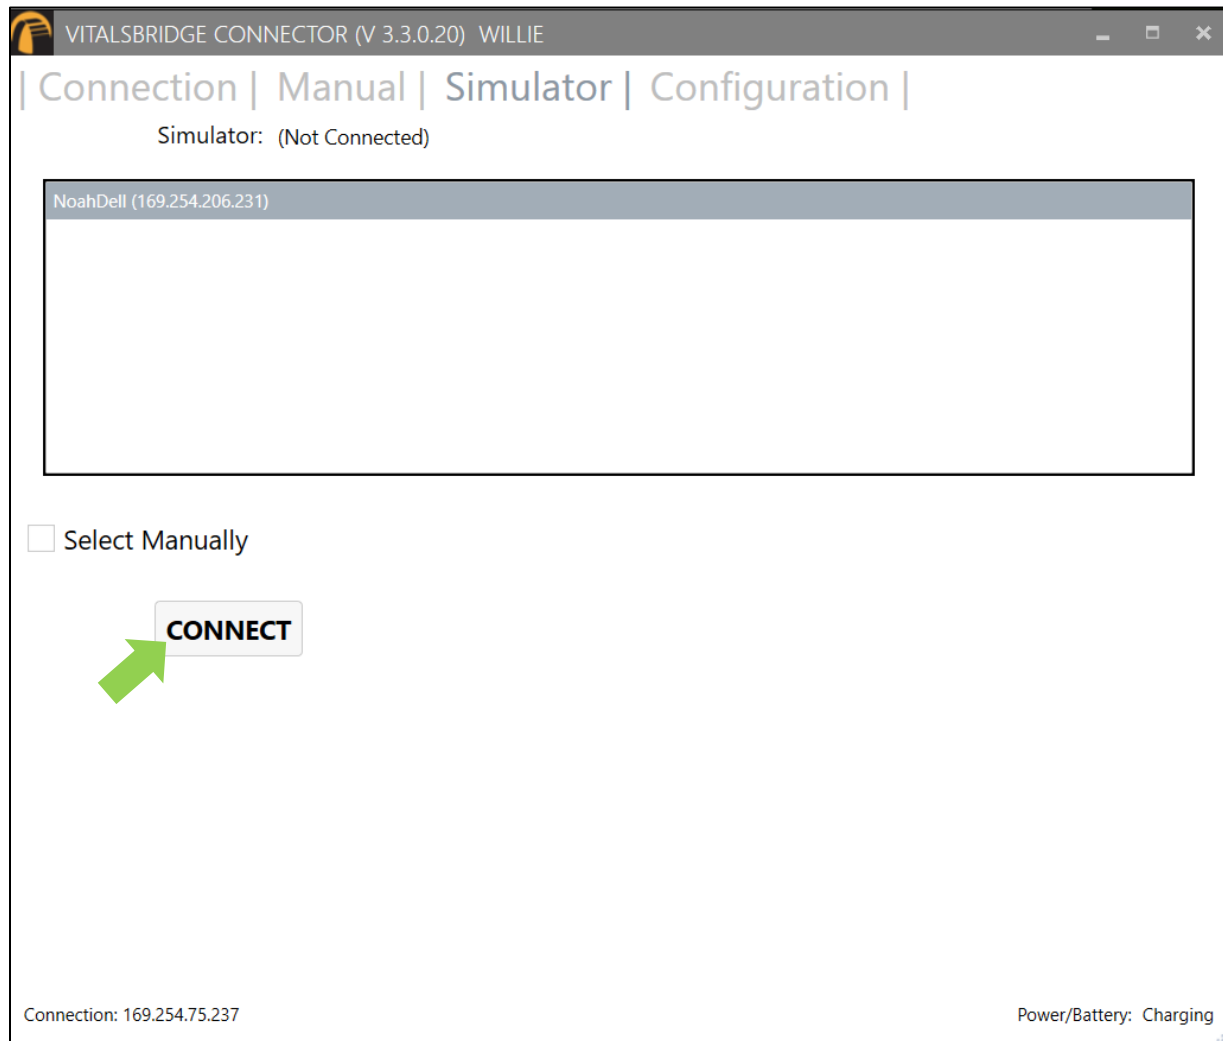 VITALSBRIDGE CONNECTOR (V 3.3.0.20) WILLIE
| Connection | Manual | Simulator | Configuration |
Simulator: (Not Connected)
NoahDell (169.254.206.231)
Select Manually
CONNECT
Connection: 169.254.75.237 Power/Battery: Charging